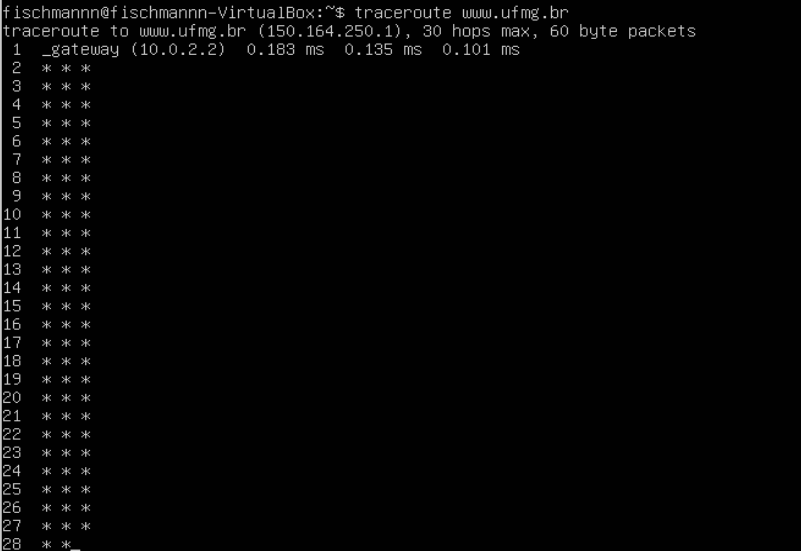 fischmannn@fischmannn-VirtualBox:~$ traceroute www.ufmg.br
traceroute to www.ufmg.br (150.164.250.1), 30 hops max, 60 byte packets
 1  _gateway (10.0.2.2)  0.183 ms  0.135 ms  0.101 ms
 2  * * *
 3  * * *
 4  * * *
 5  * * *
 6  * * *
 7  * * *
 8  * * *
 9  * * *
10  * * *
11  * * *
12  * * *
13  * * *
14  * * *
15  * * *
16  * * *
17  * * *
18  * * *
19  * * *
20  * * *
21  * * *
22  * * *
23  * * *
24  * * *
25  * * *
26  * * *
27  * * *
28  * *_